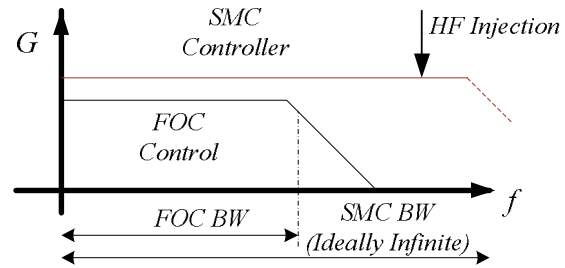 SMC
Controller
HF Injection
G
FOC
Control
f
FOC BW
SMC BW
(Ideally Infinite)